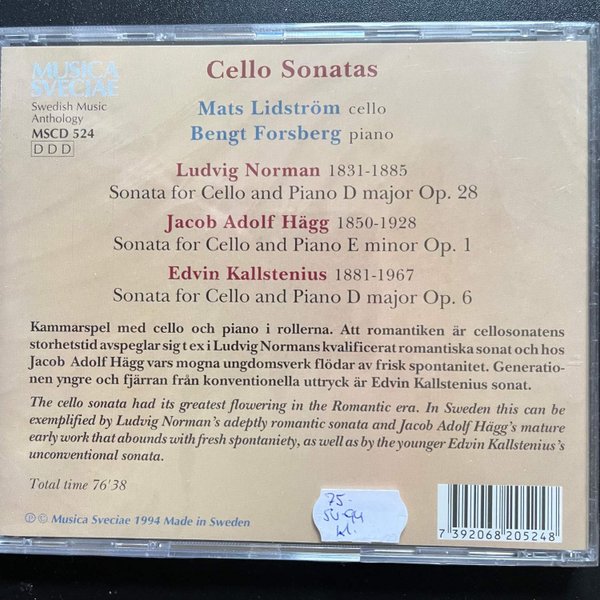 MUSICA
SVECIAE
Swedish Music
Anthology
MSCD 524
DDD
Cello Sonatas
Mats Lidström cello
Bengt Forsberg piano
Ludvig Norman 1831-1885
Sonata for Cello and Piano D major Op. 28
Jacob Adolf Hägg 1850-1928
Sonata for Cello and Piano E minor Op. 1
Edvin Kallstenius 1881-1967
Sonata for Cello and Piano D major Op. 6
Kammarspel med cello och piano i rollerna. Att romantiken är cellosonatens
storhetstid avspeglar sig t ex i Ludvig Normans kvalificerat romantiska sonat och hos
Jacob Adolf Hägg vars mogna ungdomsverk flödar av frisk spontanitet. Generatio-
nen yngre och fjärran från konventionella uttryck är Edvin Kallstenius sonat.
The cello sonata had its greatest flowering in the Romantic era. In Sweden this can be
exemplified by Ludvig Norman's adeptly romantic sonata and Jacob Adolf Hägg's mature
early work that abounds with fresh spontaniety, as well as by the younger Edvin Kallstenius's
unconventional sonata.
Total time 76'38
℗ © Musica Sveciae 1994 Made in Sweden
75-
SV-94
kl.
7 392068 205248